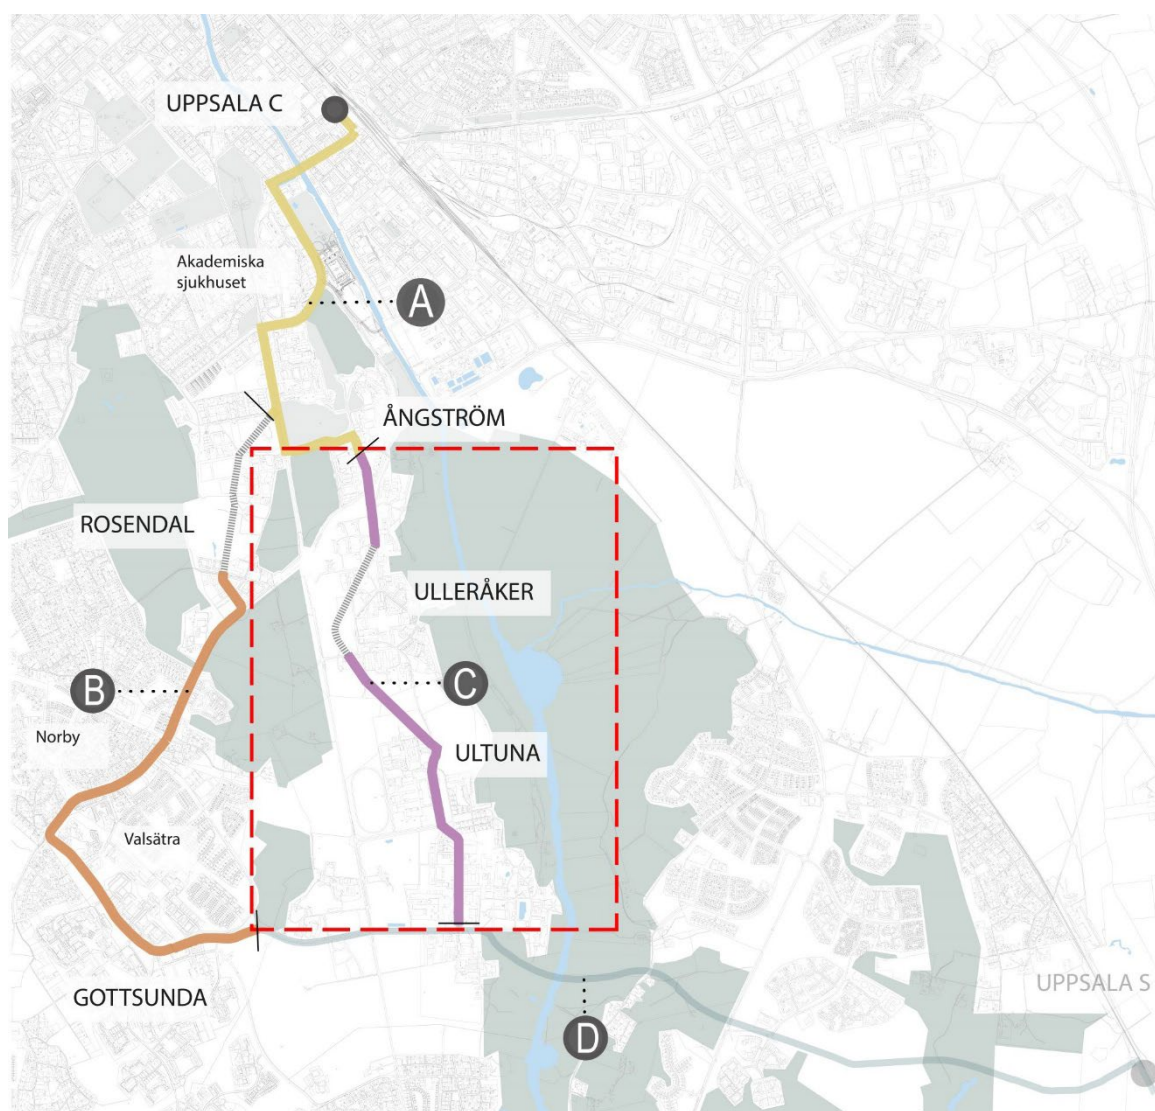 UPPSALA C
Akademiska
sjukhuset
A
ÅNGSTRÖM
ROSENDAL
ULLERÅKER
B
C
Norby
ULTUNA
Valsätra
GOTTSUNDA
UPPSALA S
D